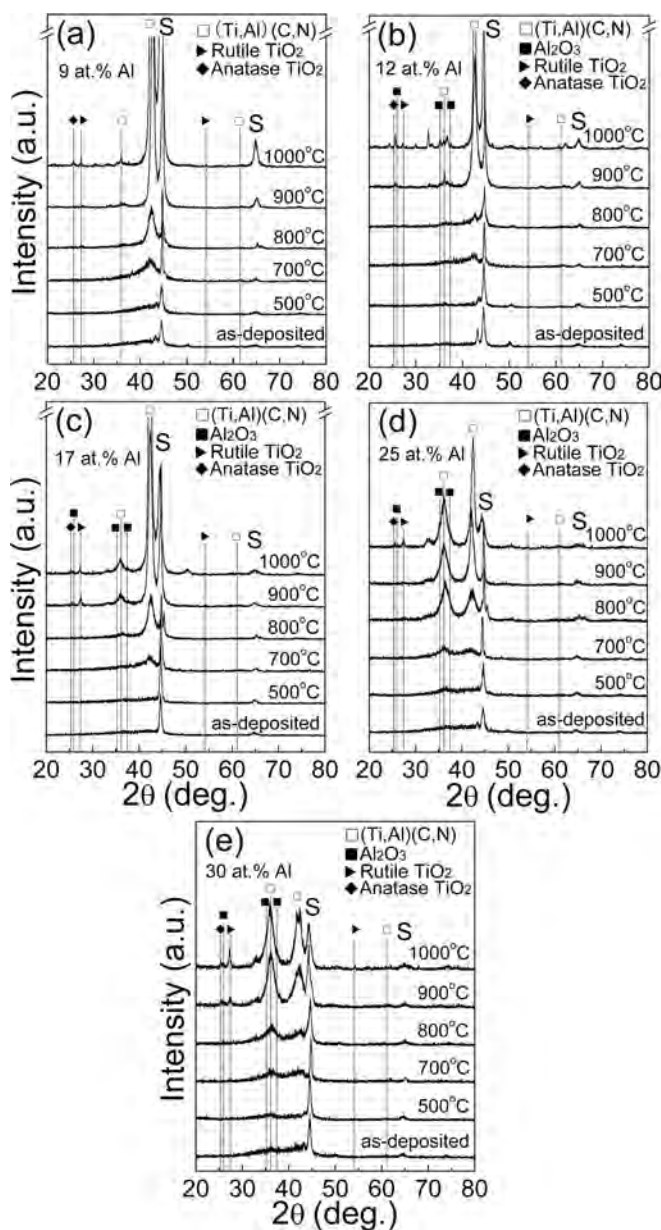 (a)
S
□ (Ti,Al)(C,N)
▶ Rutile TiO2
◆ Anatase TiO2
9 at.% Al
S
1000°C
900°C
800°C
700°C
500°C
as-deposited
20 30 40 50 60 70 80
(b)
S
□ (Ti,Al)(C,N)
■ Al2O3
▶ Rutile TiO2
◆ Anatase TiO2
12 at.% Al
S
1000°C
900°C
800°C
700°C
500°C
as-deposited
20 30 40 50 60 70 80
Intensity (a.u.)
(c)
S
□ (Ti,Al)(C,N)
■ Al2O3
▶ Rutile TiO2
◆ Anatase TiO2
17 at.% Al
S
1000°C
900°C
800°C
700°C
500°C
as-deposited
20 30 40 50 60 70 80
2θ (deg.)
(d)
□ (Ti,Al)(C,N)
■ Al2O3
▶ Rutile TiO2
◆ Anatase TiO2
25 at.% Al
S
S
1000°C
900°C
800°C
700°C
500°C
as-deposited
20 30 40 50 60 70 80
2θ (deg.)
Intensity (a.u.)
(e)
□ (Ti,Al)(C,N)
■ Al2O3
▶ Rutile TiO2
◆ Anatase TiO2
30 at.% Al
S
S
1000°C
900°C
800°C
700°C
500°C
as-deposited
20 30 40 50 60 70 80
2θ (deg.)
Intensity (a.u.)